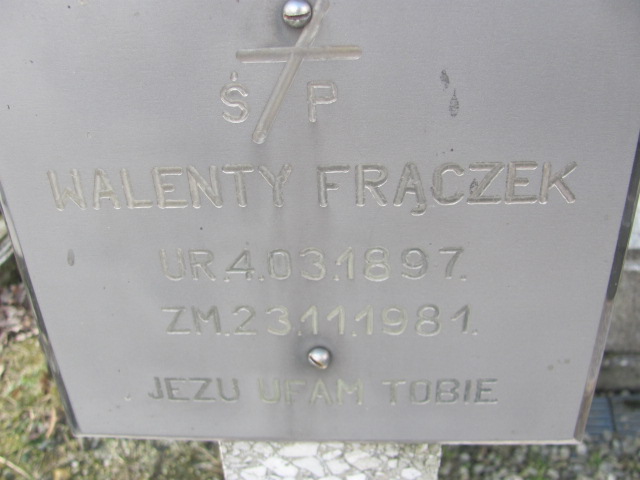 Ś P
WALENTY FRĄCZEK
UR.4.03.1897.
ZM.23.11.1981.
JEZU UFAM TOBIE